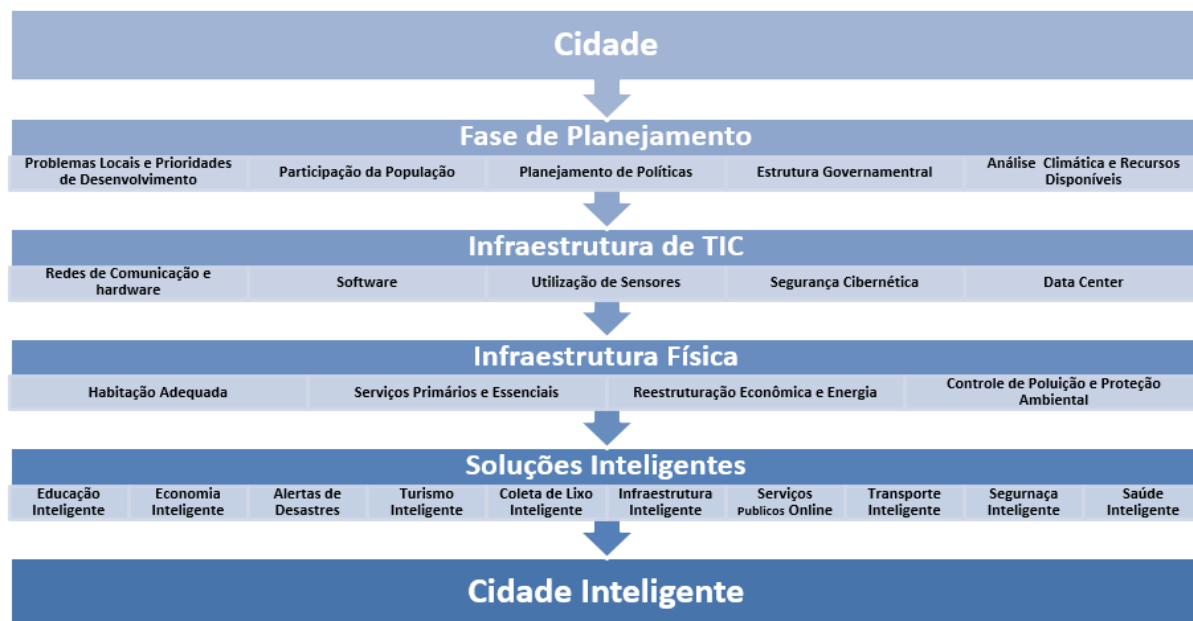 Cidade
Fase de Planejamento
Problemas Locais e Prioridades
de Desenvolvimento
Participação da População
Planejamento de Políticas
Estrutura Governamentral
Análise Climática e Recursos
Disponíveis
Infraestrutura de TIC
Redes de Comunicação e
hardware
Software
Utilização de Sensores
Segurança Cibernética
Data Center
Infraestrutura Física
Habitação Adequada
Serviços Primários e Essenciais
Reestruturação Econômica e Energia
Controle de Poluição e Proteção
Ambiental
Soluções Inteligentes
Educação
Inteligente
Economia
Inteligente
Alertas de
Desastres
Turismo
Inteligente
Coleta de Lixo
Inteligente
Infraestrutura
Inteligente
Serviços
Publicos Online
Transporte
Inteligente
Segurnaça
Inteligente
Saúde
Inteligente
Cidade Inteligente